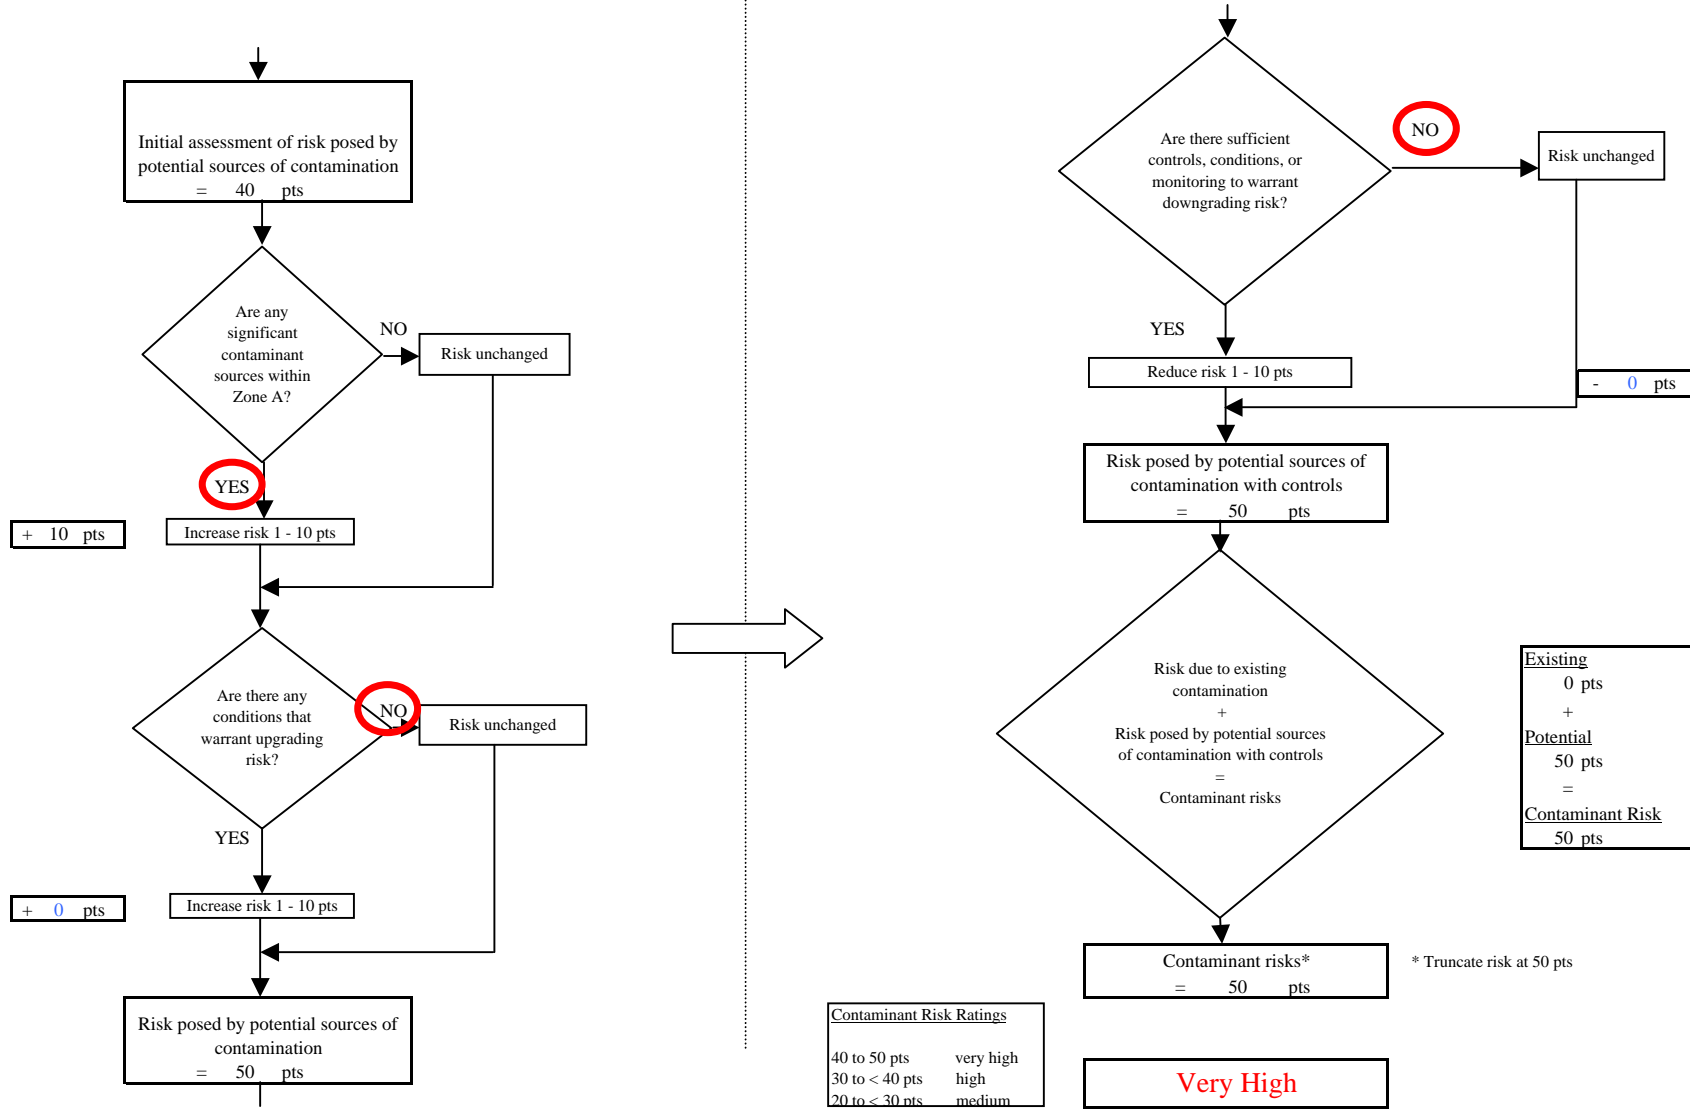 Initial assessment of risk posed by
potential sources of contamination
= 40 pts
Are any
significant
contaminant
sources within
Zone A?
NO
Risk unchanged
YES
+ 10 pts
Increase risk 1 - 10 pts
Are there any
conditions that
warrant upgrading
risk?
NO
Risk unchanged
YES
+ 0 pts
Increase risk 1 - 10 pts
Risk posed by potential sources of
contamination
= 50 pts
Are there sufficient
controls, conditions, or
monitoring to warrant
downgrading risk?
NO
Risk unchanged
YES
Reduce risk 1 - 10 pts
- 0 pts
Risk posed by potential sources of
contamination with controls
= 50 pts
Risk due to existing
contamination
+
Risk posed by potential sources
of contamination with controls
=
Contaminant risks
Existing
0 pts
+
Potential
50 pts
=
Contaminant Risk
50 pts
Contaminant risks*
= 50 pts
* Truncate risk at 50 pts
Contaminant Risk Ratings
40 to 50 pts very high
30 to < 40 pts high
20 to < 30 pts medium
Very High